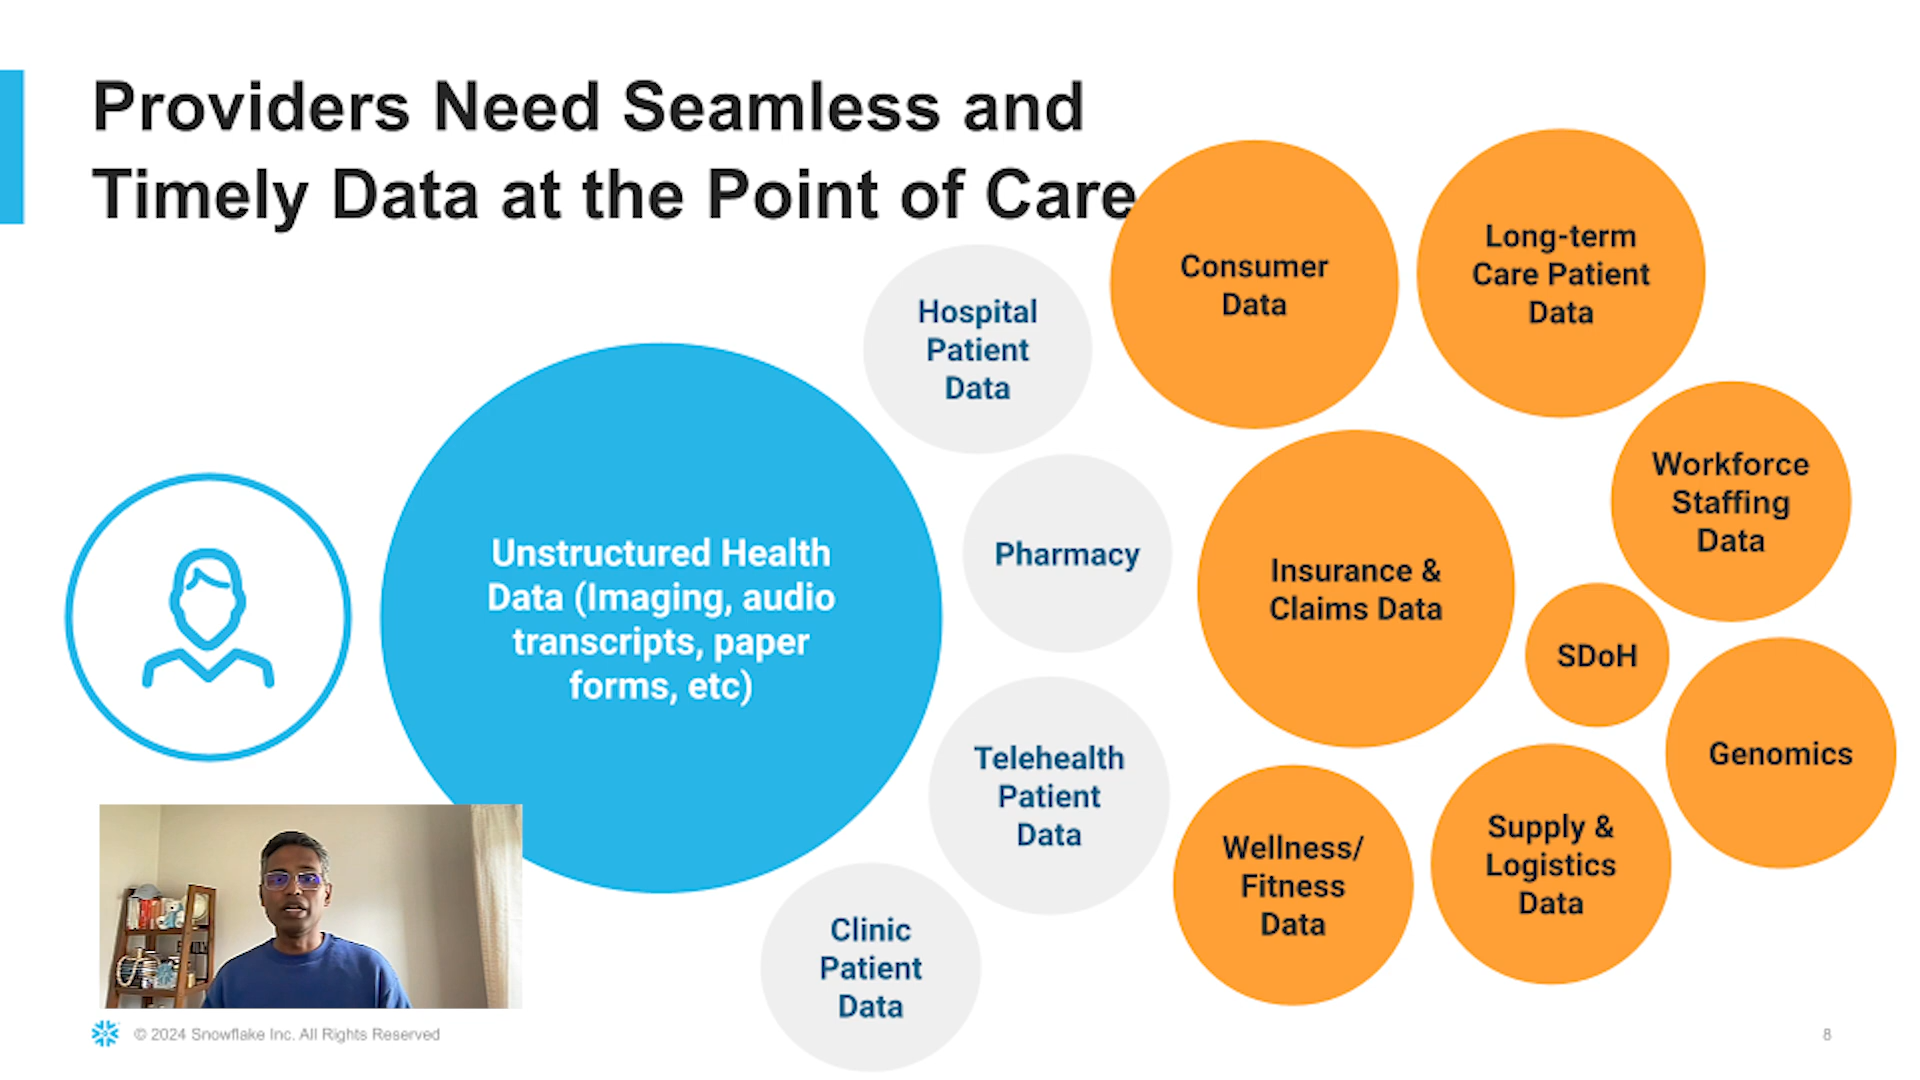 Providers Need Seamless and
Timely Data at the Point of Care
Unstructured Health
Data (Imaging, audio
transcripts, paper
forms, etc)
Hospital
Patient
Data
Pharmacy
Telehealth
Patient
Data
Clinic
Patient
Data
Consumer
Data
Long-term
Care Patient
Data
Workforce
Staffing
Data
Insurance &
Claims Data
SDoH
Genomics
Wellness/
Fitness
Data
Supply &
Logistics
Data
© 2024 Snowflake Inc. All Rights Reserved
8